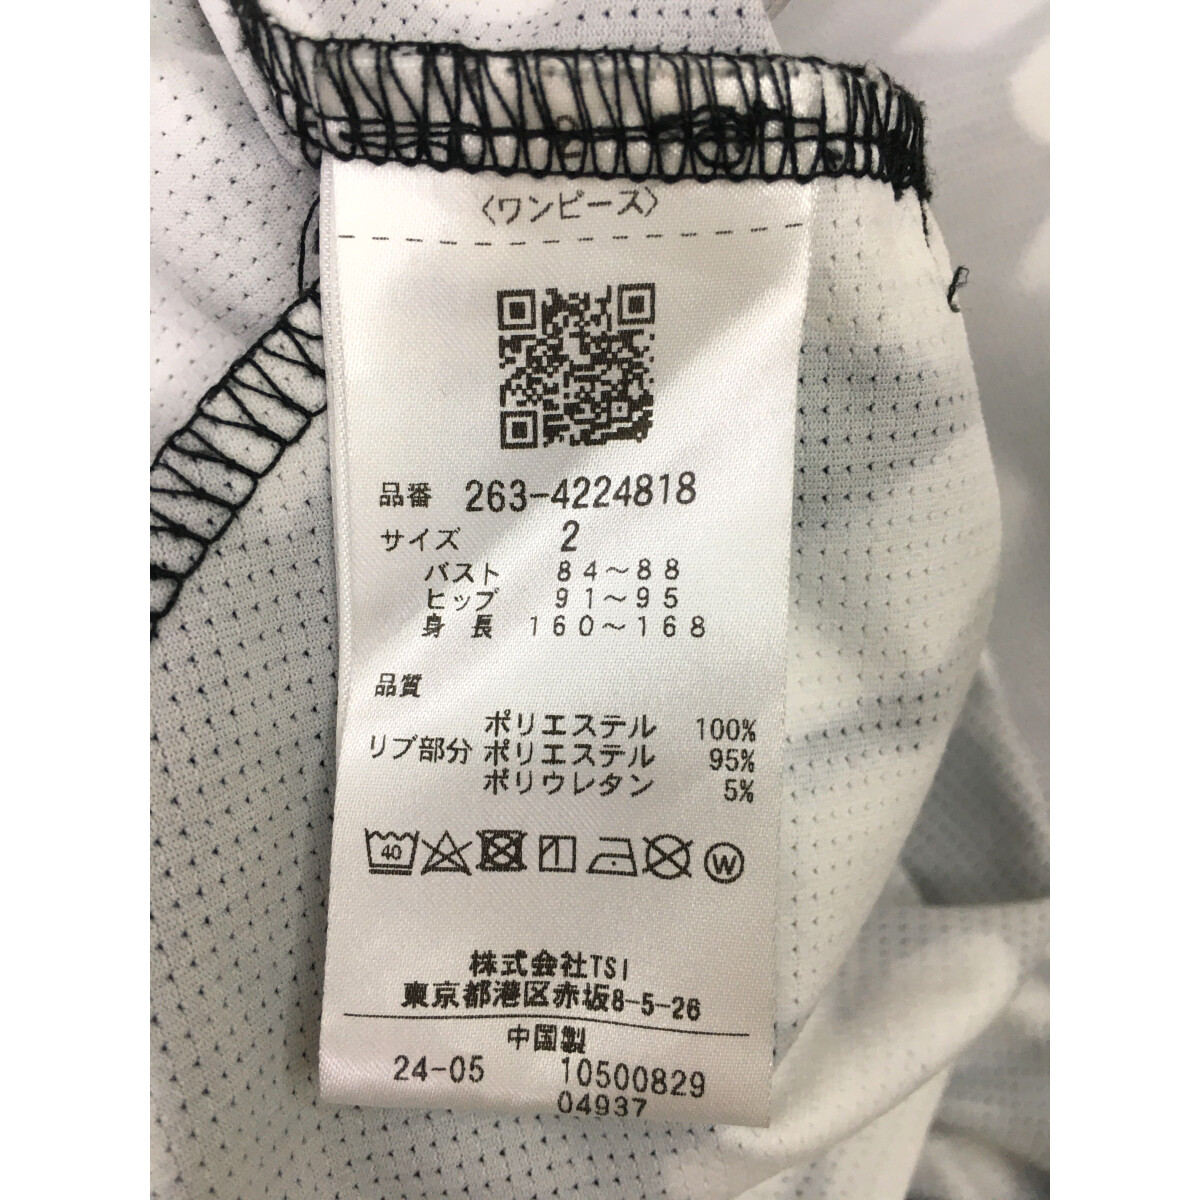 〈ワンピース〉
品番 263-4224818
サイズ 2
バスト 84〜88
ヒップ 91〜95
身長 160〜168
品質
ポリエステル 100%
リブ部分 ポリエステル 95%
ポリウレタン 5%
40 W
株式会社TSI
東京都港区赤坂8-5-26
中国製
24-05 10500829
04937